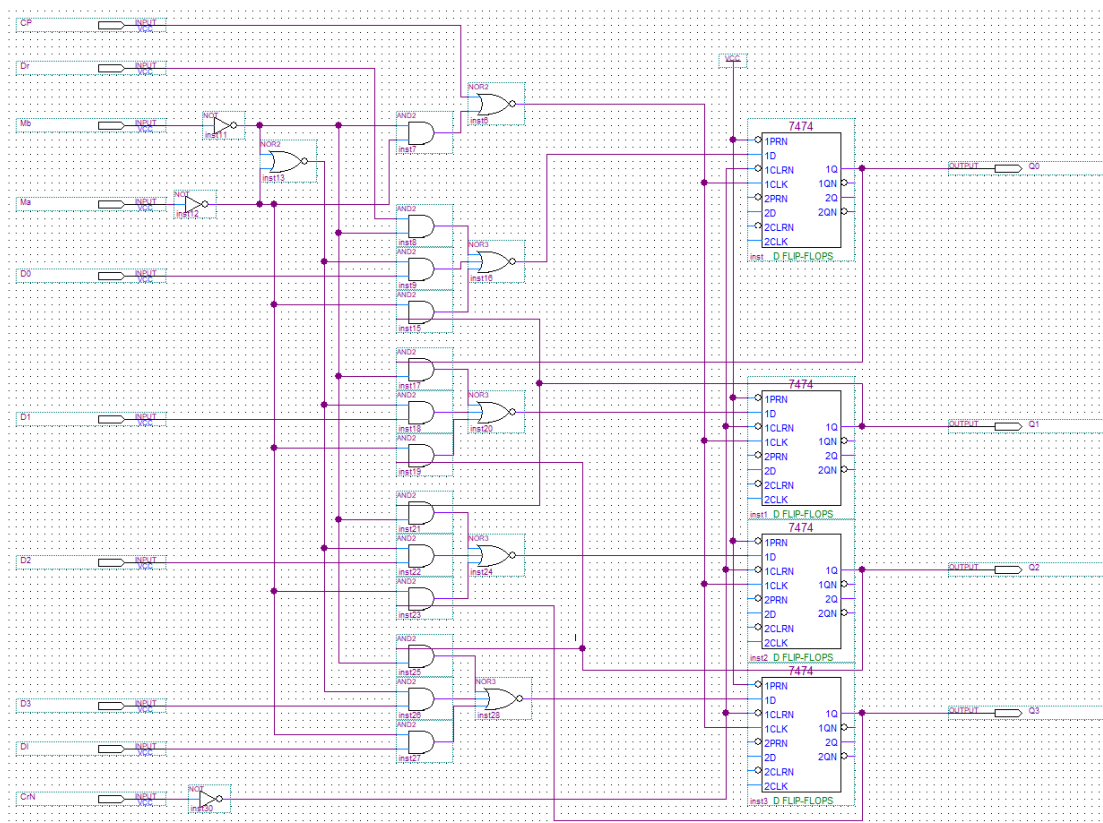 CP INPUT VCC
Dr INPUT VCC
VCC
NOR2
inst6
Mb INPUT VCC
NOT
inst11
AND2
inst7
NOR2
inst13
7474
1PRN
1D
1CLRN 1Q
1CLK 1QN
2PRN 2Q
2D 2QN
2CLRN
2CLK
inst D FLIP-FLOPS
OUTPUT Q0
Ma INPUT VCC
NOT
inst12
AND2
inst8
AND2
inst9
NOR3
inst16
D0 INPUT VCC
AND2
inst15
AND2
inst17
AND2
inst18
NOR3
inst20
7474
1PRN
1D
1CLRN 1Q
1CLK 1QN
2PRN 2Q
2D 2QN
2CLRN
2CLK
inst1 D FLIP-FLOPS
OUTPUT Q1
D1 INPUT VCC
AND2
inst19
AND2
inst21
AND2
inst22
NOR3
inst24
7474
1PRN
1D
1CLRN 1Q
1CLK 1QN
2PRN 2Q
2D 2QN
2CLRN
2CLK
inst2 D FLIP-FLOPS
OUTPUT Q2
D2 INPUT VCC
AND2
inst23
AND2
inst25
AND2
inst26
NOR3
inst28
7474
1PRN
1D
1CLRN 1Q
1CLK 1QN
2PRN 2Q
2D 2QN
2CLRN
2CLK
inst3 D FLIP-FLOPS
OUTPUT Q3
D3 INPUT VCC
AND2
inst27
INPUT VCC
CrN INPUT VCC
NOT
inst30